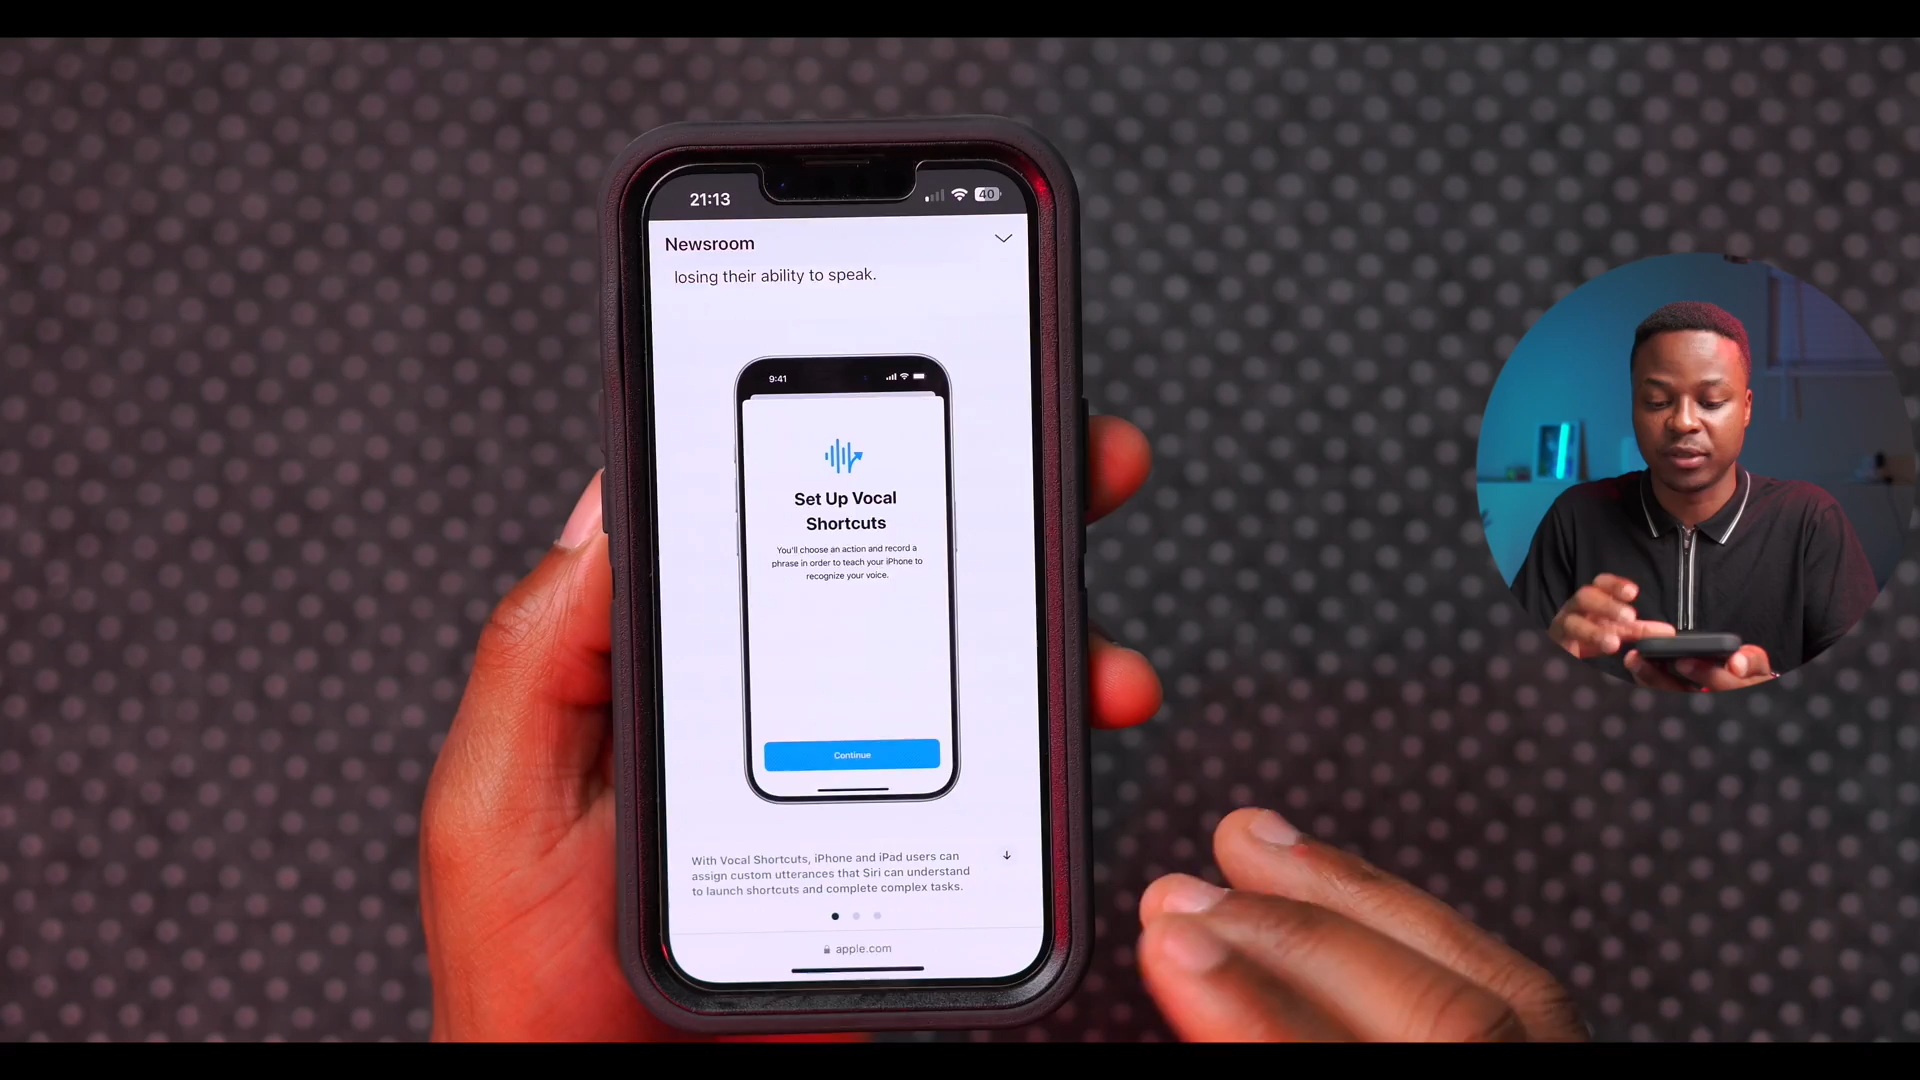 21:13
40
Newsroom
losing their ability to speak.
9:41
Set Up Vocal
Shortcuts
You'll choose an action and record a
phrase in order to teach your iPhone to
recognize your voice.
Continue
With Vocal Shortcuts, iPhone and iPad users can
assign custom utterances that Siri can understand
to launch shortcuts and complete complex tasks.
apple.com